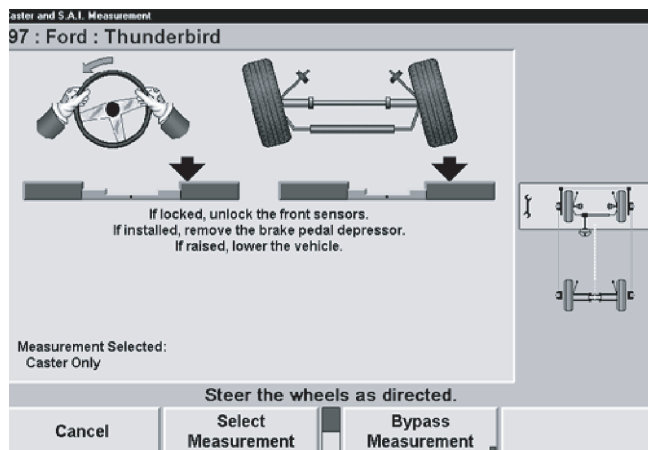 Caster and S.A.I. Measurement
97 : Ford : Thunderbird
If locked, unlock the front sensors.
If installed, remove the brake pedal depressor.
If raised, lower the vehicle.
Measurement Selected:
Caster Only
Steer the wheels as directed.
Cancel
Select
Measurement
Bypass
Measurement